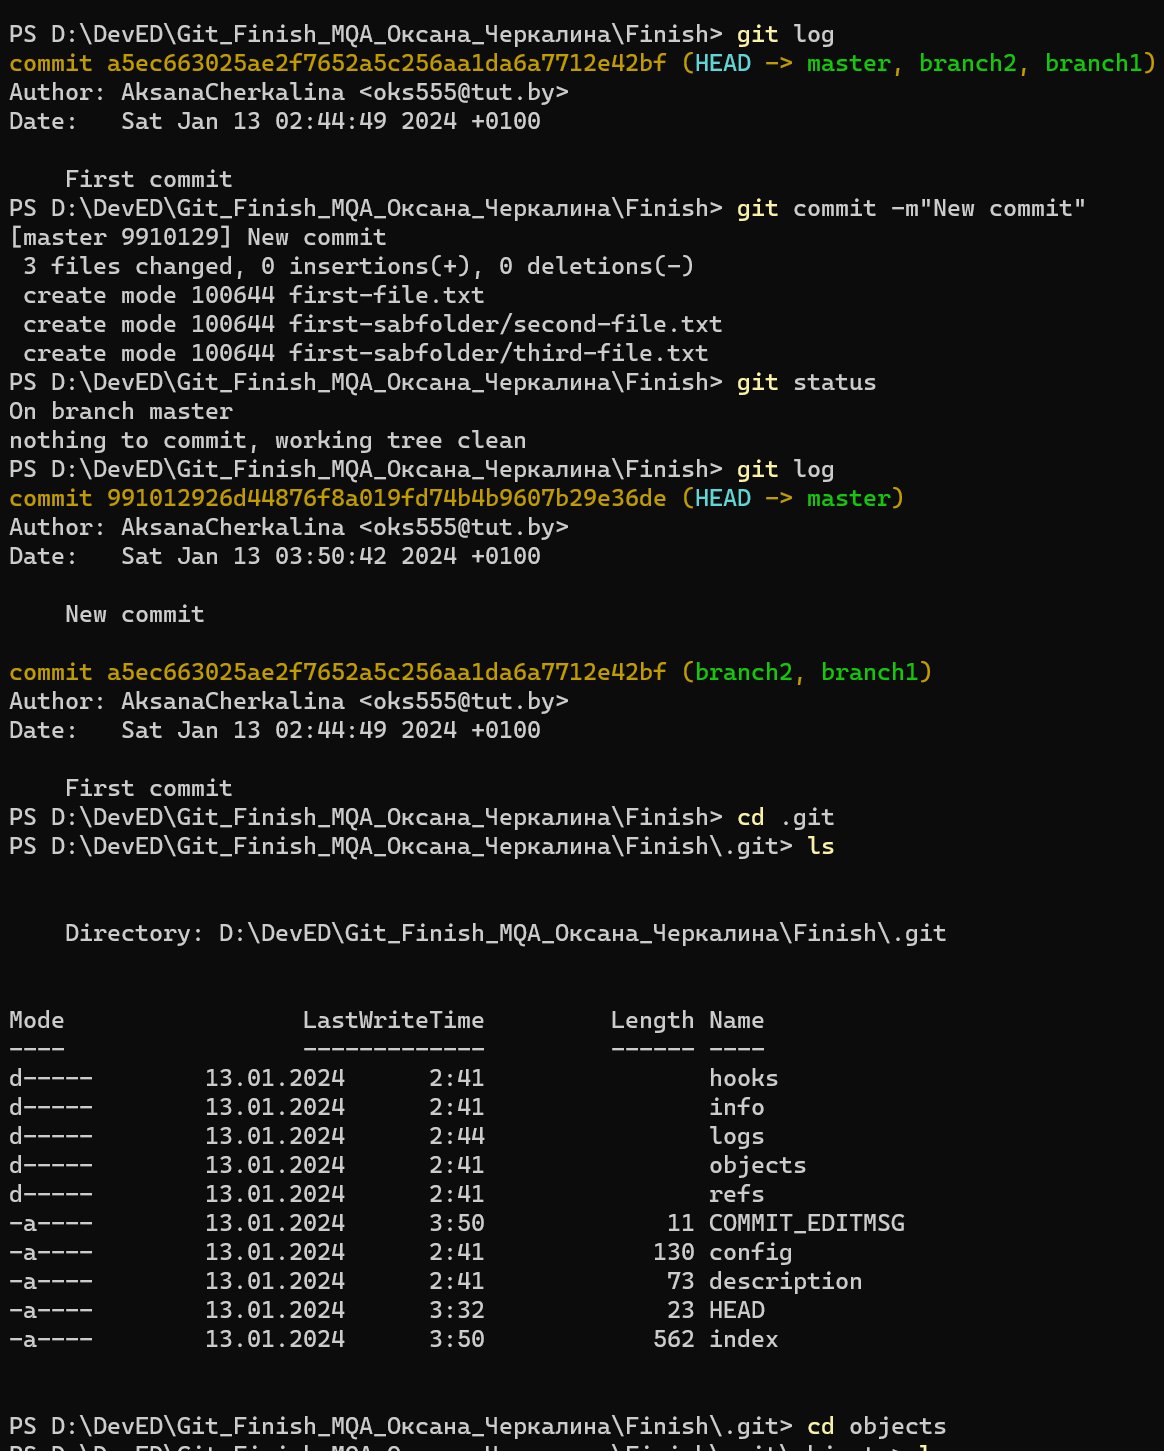 PS D:\DevED\Git_Finish_MQA_Оксана_Черкалина\Finish> git log
commit a5ec663025ae2f7652a5c256aa1da6a7712e42bf (HEAD -> master, branch2, branch1)
Author: AksanaCherkalina <oks555@tut.by>
Date:   Sat Jan 13 02:44:49 2024 +0100
    First commit
PS D:\DevED\Git_Finish_MQA_Оксана_Черкалина\Finish> git commit -m"New commit"
[master 9910129] New commit
 3 files changed, 0 insertions(+), 0 deletions(-)
 create mode 100644 first-file.txt
 create mode 100644 first-sabfolder/second-file.txt
 create mode 100644 first-sabfolder/third-file.txt
PS D:\DevED\Git_Finish_MQA_Оксана_Черкалина\Finish> git status
On branch master
nothing to commit, working tree clean
PS D:\DevED\Git_Finish_MQA_Оксана_Черкалина\Finish> git log
commit 991012926d44876f8a019fd74b4b9607b29e36de (HEAD -> master)
Author: AksanaCherkalina <oks555@tut.by>
Date:   Sat Jan 13 03:50:42 2024 +0100
    New commit
commit a5ec663025ae2f7652a5c256aa1da6a7712e42bf (branch2, branch1)
Author: AksanaCherkalina <oks555@tut.by>
Date:   Sat Jan 13 02:44:49 2024 +0100
    First commit
PS D:\DevED\Git_Finish_MQA_Оксана_Черкалина\Finish> cd .git
PS D:\DevED\Git_Finish_MQA_Оксана_Черкалина\Finish\.git> ls
    Directory: D:\DevED\Git_Finish_MQA_Оксана_Черкалина\Finish\.git
Mode                 LastWriteTime         Length Name
----                 -------------         ------ ----
d-----        13.01.2024      2:41                hooks
d-----        13.01.2024      2:41                info
d-----        13.01.2024      2:44                logs
d-----        13.01.2024      2:41                objects
d-----        13.01.2024      2:41                refs
-a----        13.01.2024      3:50             11 COMMIT_EDITMSG
-a----        13.01.2024      2:41            130 config
-a----        13.01.2024      2:41             73 description
-a----        13.01.2024      3:32             23 HEAD
-a----        13.01.2024      3:50            562 index
PS D:\DevED\Git_Finish_MQA_Оксана_Черкалина\Finish\.git> cd objects